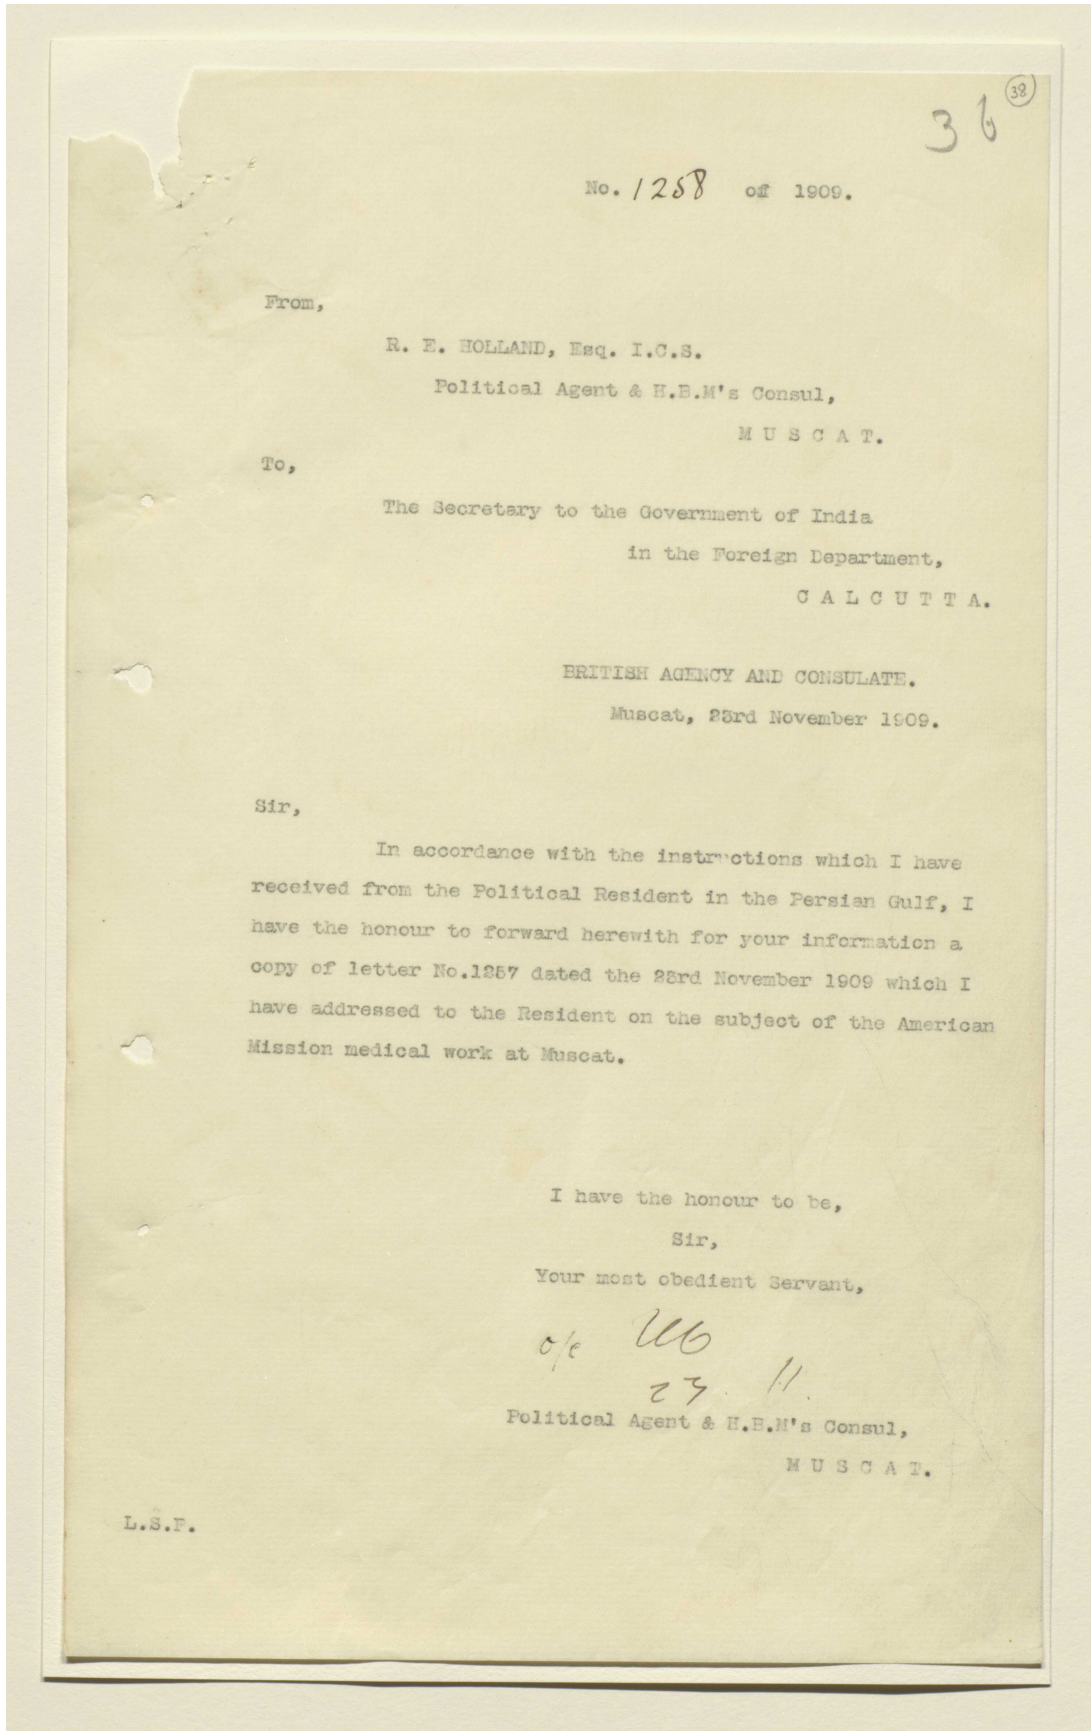 38
36
No. 1258 of 1909.
From,
R. E. HOLLAND, Esq. I.C.S.
Political Agent & H.B.M's Consul,
M U S C A T.
To,
The Secretary to the Government of India
in the Foreign Department,
C A L C U T T A.
BRITISH AGENCY AND CONSULATE.
Muscat, 23rd November 1909.
Sir,
In accordance with the instructions which I have
received from the Political Resident in the Persian Gulf, I
have the honour to forward herewith for your information a
copy of letter No.1257 dated the 23rd November 1909 which I
have addressed to the Resident on the subject of the American
Mission medical work at Muscat.
I have the honour to be,
Sir,
Your most obedient Servant,
23. 11.
Political Agent & H.B.M's Consul,
M U S C A T.
L.S.P.